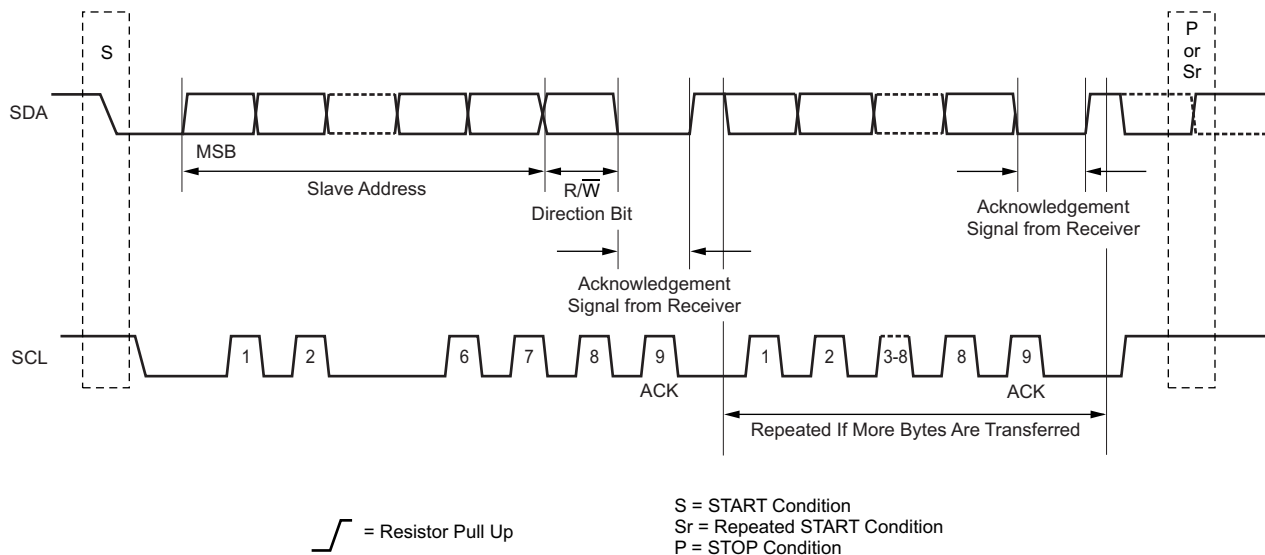 S
P
or
Sr
SDA
MSB
Slave Address
R/W̅
Direction Bit
Acknowledgement
Signal from Receiver
Acknowledgement
Signal from Receiver
SCL
1
2
6
7
8
9
1
2
3-8
8
9
ACK
ACK
Repeated If More Bytes Are Transferred
= Resistor Pull Up
S = START Condition
Sr = Repeated START Condition
P = STOP Condition